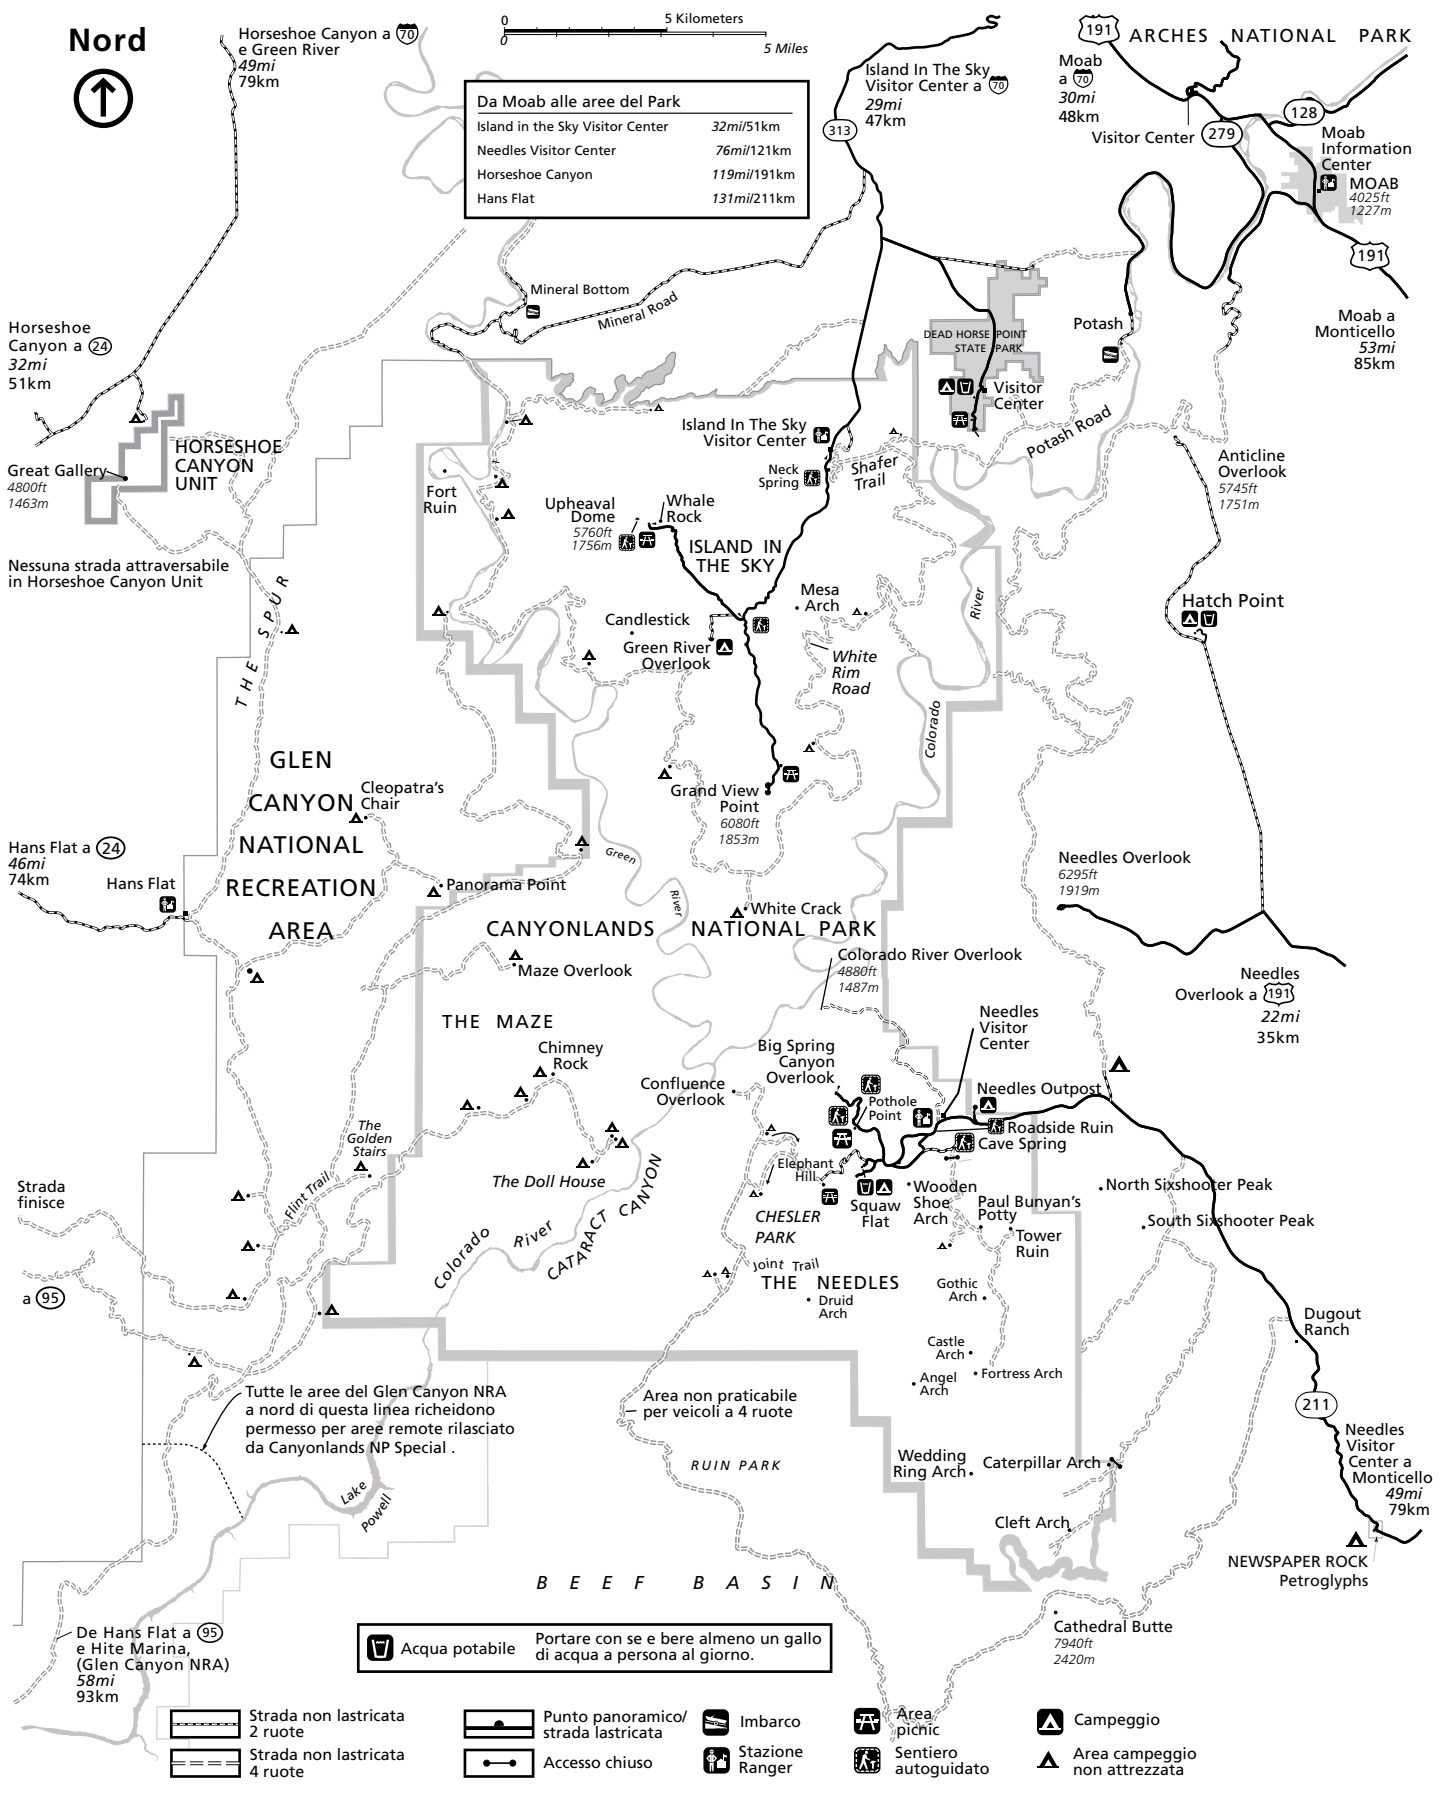 Nord
Horseshoe Canyon a 70
e Green River
49mi
79km
0 5 Kilometers
0 5 Miles
Da Moab alle aree del Park
Island in the Sky Visitor Center 32mi/51km
Needles Visitor Center 76mi/121km
Horseshoe Canyon 119mi/191km
Hans Flat 131mi/211km
Island In The Sky
Visitor Center a 70
29mi
47km
313
191
ARCHES NATIONAL PARK
Moab
a 70
30mi
48km
Visitor Center
279
128
Moab
Information
Center
MOAB
4025ft
1227m
191
Moab a
Monticello
53mi
85km
Mineral Bottom
Mineral Road
Horseshoe
Canyon a 24
32mi
51km
DEAD HORSE POINT
STATE PARK
Visitor
Center
Potash
Potash Road
Island In The Sky
Visitor Center
Neck
Spring
Shafer
Trail
HORSESHOE
CANYON
UNIT
Great Gallery
4800ft
1463m
Nessuna strada attraversabile
in Horseshoe Canyon Unit
Fort
Ruin
Upheaval
Dome
5760ft
1756m
Whale
Rock
ISLAND IN
THE SKY
Anticline
Overlook
5745ft
1751m
Hatch Point
THE SPUR
Candlestick
Green River
Overlook
Mesa
Arch
White
Rim
Road
River
Colorado
GLEN
CANYON
NATIONAL
RECREATION
AREA
Cleopatra's
Chair
Grand View
Point
6080ft
1853m
Hans Flat a 24
46mi
74km
Hans Flat
Panorama Point
Green
River
White Crack
CANYONLANDS NATIONAL PARK
Needles Overlook
6295ft
1919m
Needles
Overlook a 191
22mi
35km
Maze Overlook
Colorado River Overlook
4880ft
1487m
THE MAZE
Chimney
Rock
Needles
Visitor
Center
Big Spring
Canyon
Overlook
Confluence
Overlook
Pothole
Point
Needles Outpost
Roadside Ruin
Cave Spring
The
Golden
Stairs
Flint Trail
The Doll House
Elephant
Hill
Squaw
Flat
Wooden
Shoe
Arch
Paul Bunyan's
Potty
Tower
Ruin
North Sixshooter Peak
South Sixshooter Peak
Strada
finisce
a 95
Colorado River
CATARACT CANYON
CHESLER
PARK
Joint Trail
THE NEEDLES
Druid
Arch
Gothic
Arch
Castle
Arch
Angel
Arch
Fortress Arch
Dugout
Ranch
211
Tutte le aree del Glen Canyon NRA
a nord di questa linea richeidono
permesso per aree remote rilasciato
da Canyonlands NP Special .
Area non praticabile
per veicoli a 4 ruote
RUIN PARK
Wedding
Ring Arch
Caterpillar Arch
Cleft Arch
Needles
Visitor
Center a
Monticello
49mi
79km
NEWSPAPER ROCK
Petroglyphs
Lake
Powell
BEEF BASIN
Cathedral Butte
7940ft
2420m
De Hans Flat a 95
e Hite Marina,
(Glen Canyon NRA)
58mi
93km
Acqua potabile
Portare con se e bere almeno un gallo
di acqua a persona al giorno.
Strada non lastricata
2 ruote
Strada non lastricata
4 ruote
Punto panoramico/
strada lastricata
Accesso chiuso
Imbarco
Stazione
Ranger
Area
picnic
Sentiero
autoguidato
Campeggio
Area campeggio
non attrezzata